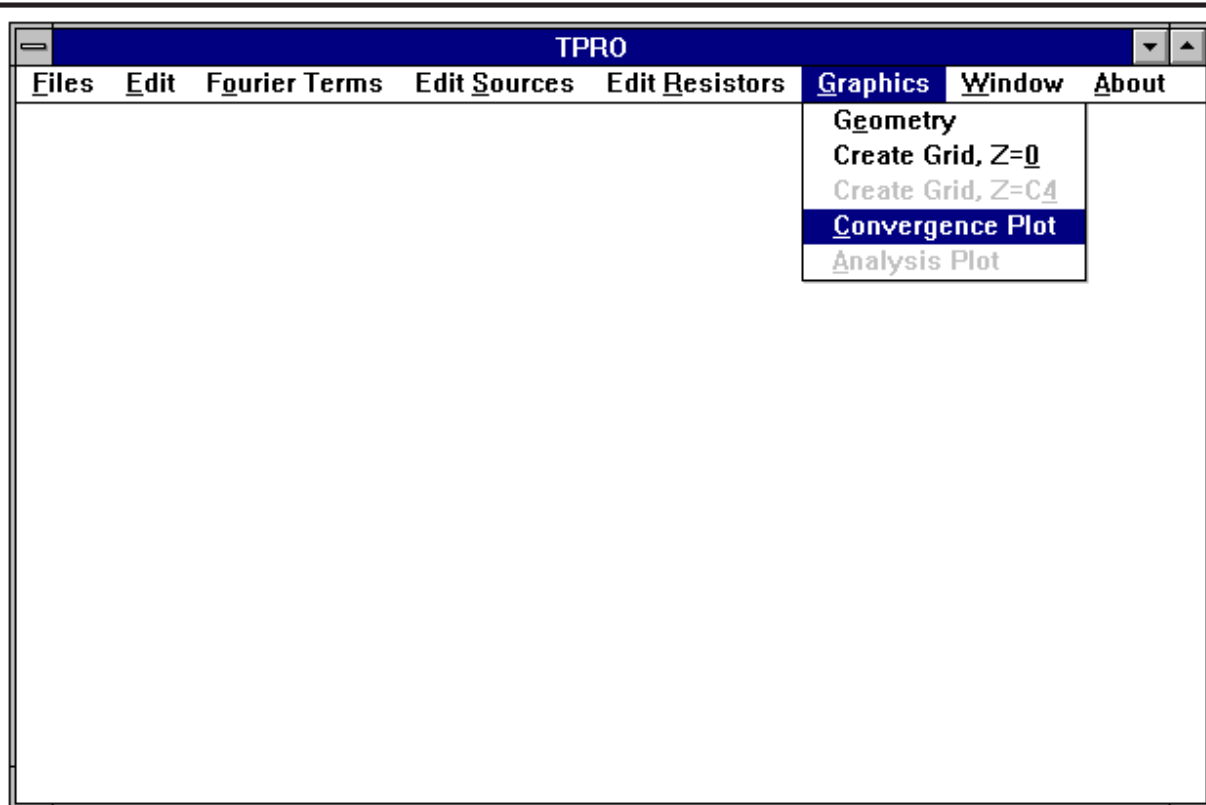 TPRO
Files Edit Fourier Terms Edit Sources Edit Resistors Graphics Window About
Geometry
Create Grid, Z=0
Create Grid, Z=C4
Convergence Plot
Analysis Plot